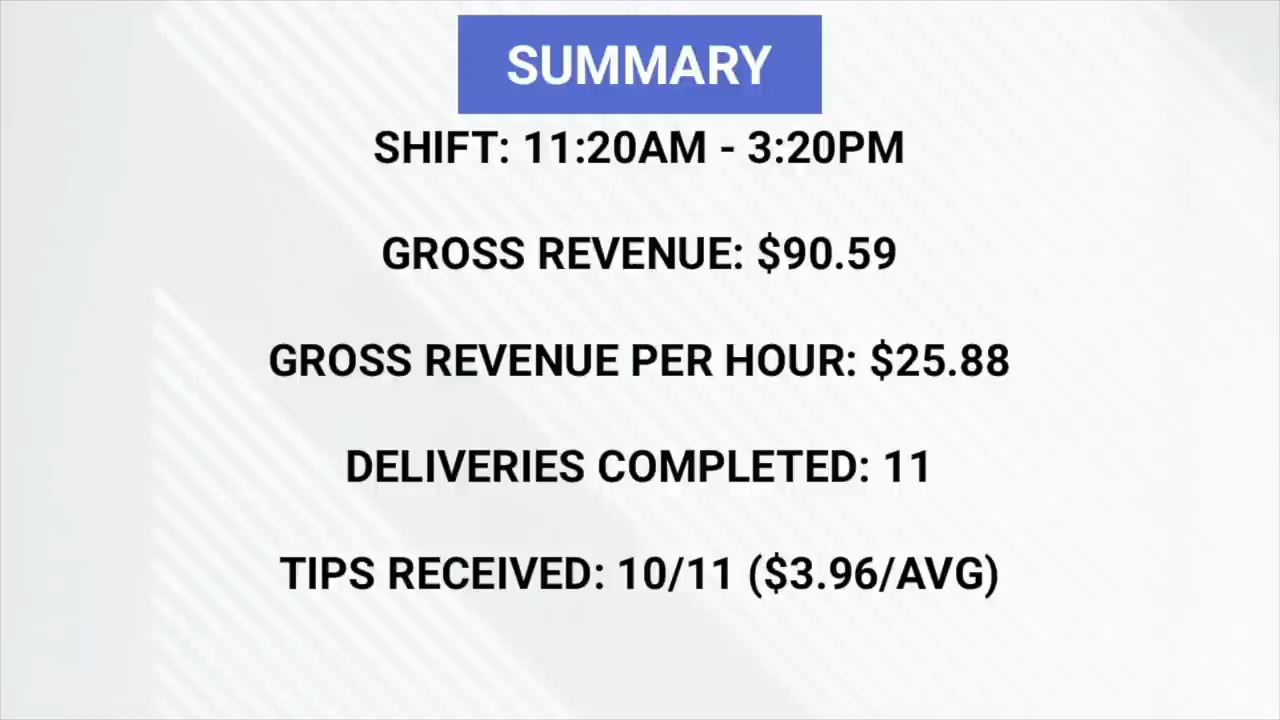 SUMMARY
SHIFT: 11:20AM - 3:20PM
GROSS REVENUE: $90.59
GROSS REVENUE PER HOUR: $25.88
DELIVERIES COMPLETED: 11
TIPS RECEIVED: 10/11 ($3.96/AVG)